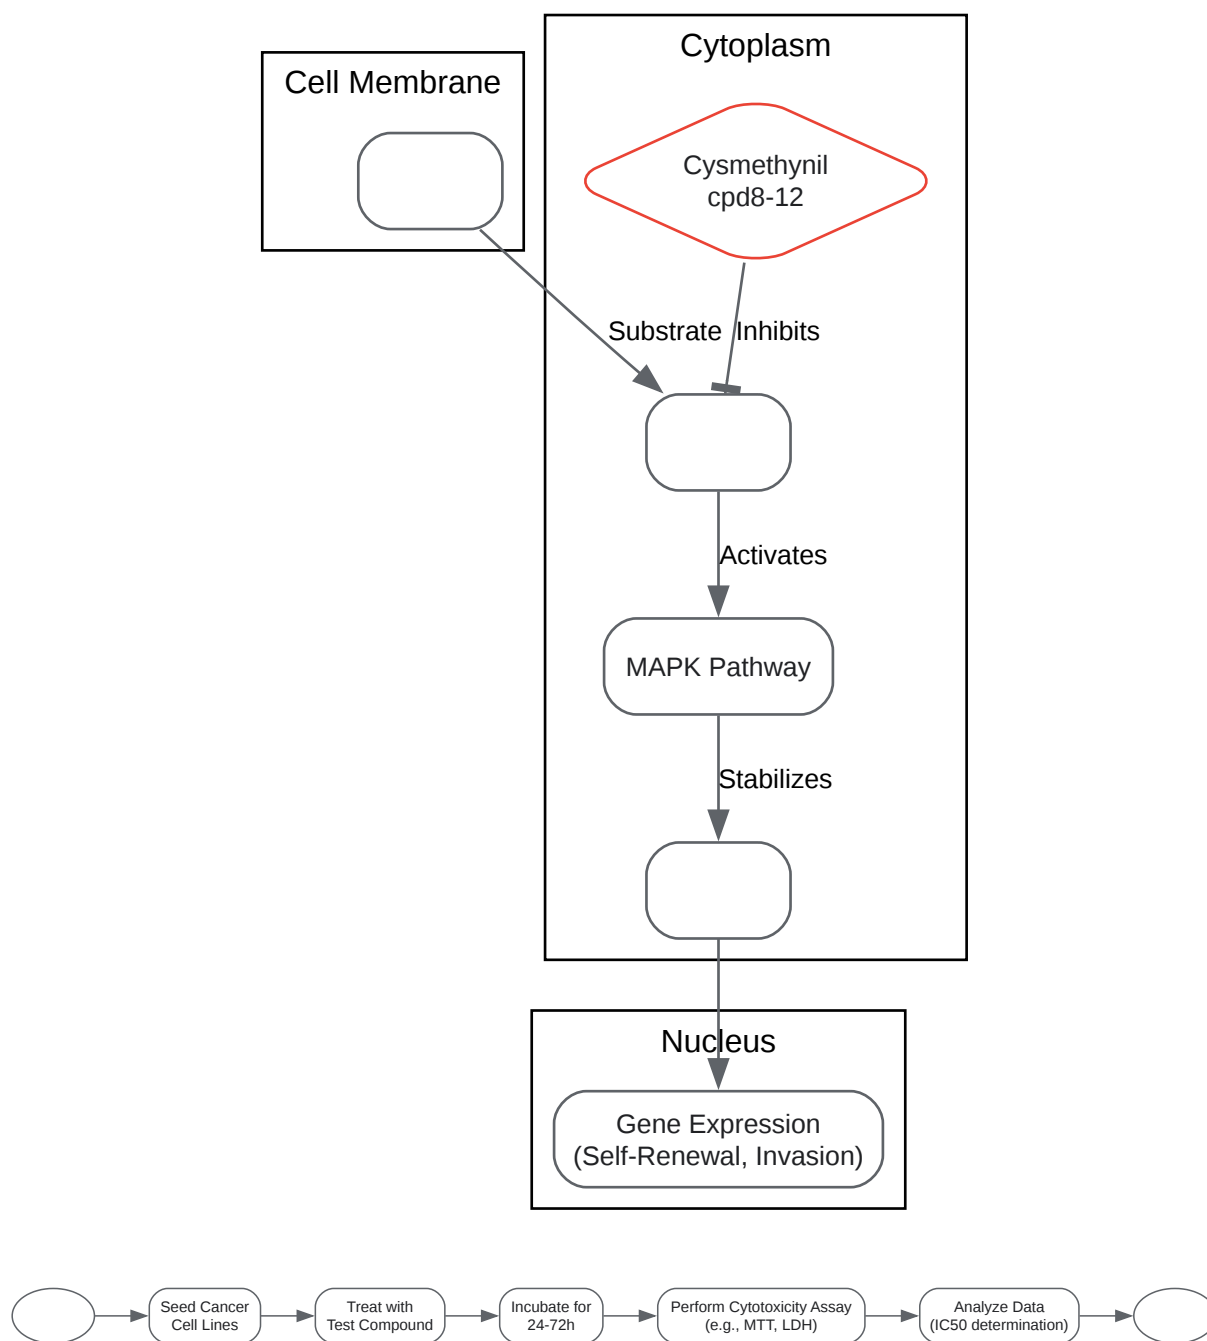 Cytoplasm
Cell Membrane
Cysmethynil
cpd8-12
Substrate
Inhibits
Activates
MAPK Pathway
Stabilizes
Nucleus
Gene Expression
(Self-Renewal, Invasion)
Seed Cancer
Cell Lines
Treat with
Test Compound
Incubate for
24-72h
Perform Cytotoxicity Assay
(e.g., MTT, LDH)
Analyze Data
(IC50 determination)